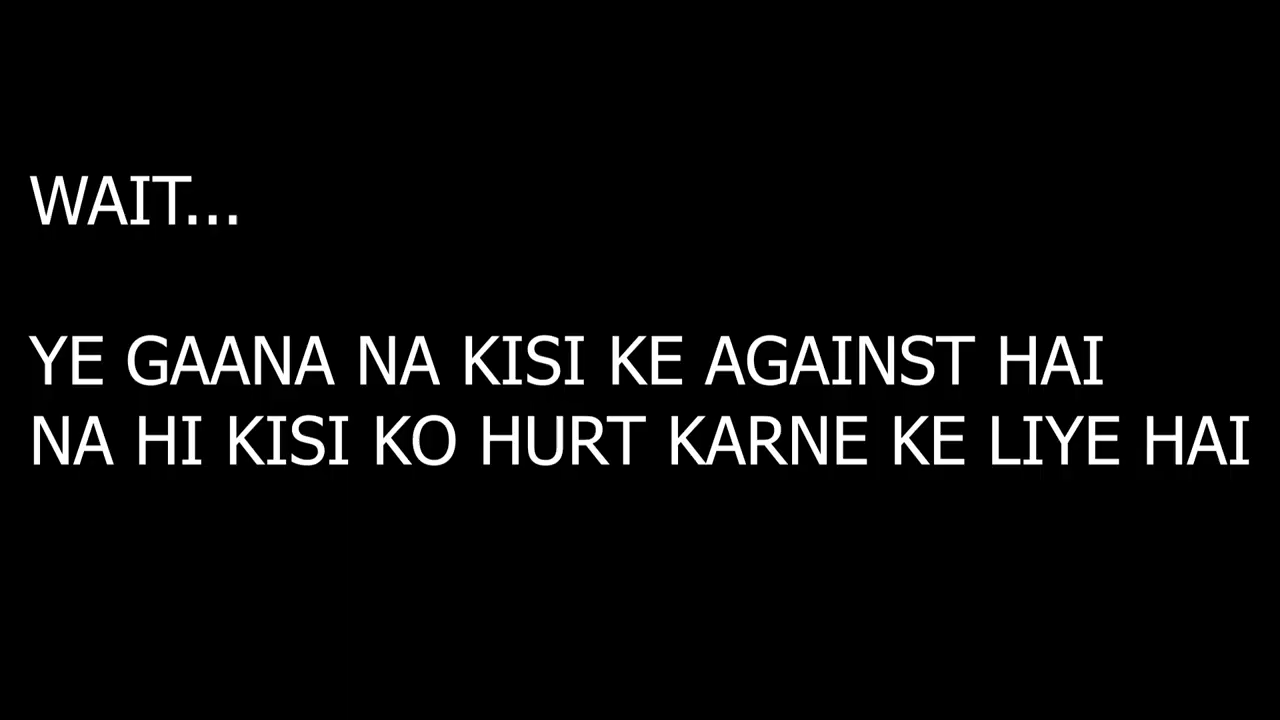 WAIT...
YE GAANA NA KISI KE AGAINST HAI
NA HI KISI KO HURT KARNE KE LIYE HAI